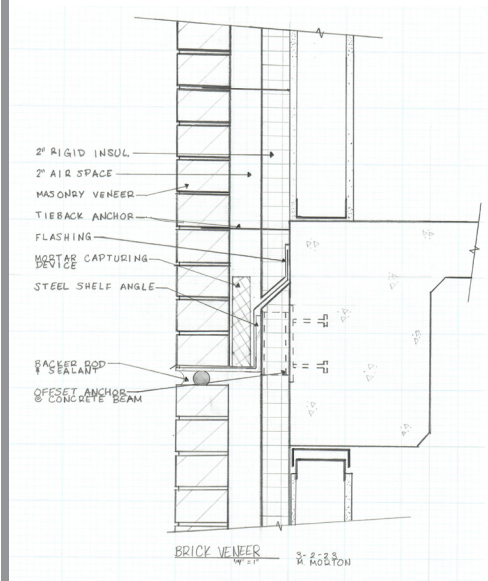 2" RIGID INSUL.
2" AIR SPACE
MASONRY VENEER
TIEBACK ANCHOR
FLASHING
MORTAR CAPTURING
DEVICE
STEEL SHELF ANGLE
BACKER ROD
& SEALANT
OFFSET ANCHOR
@ CONCRETE BEAM
BRICK VENEER
3-2-23
M. MORTON